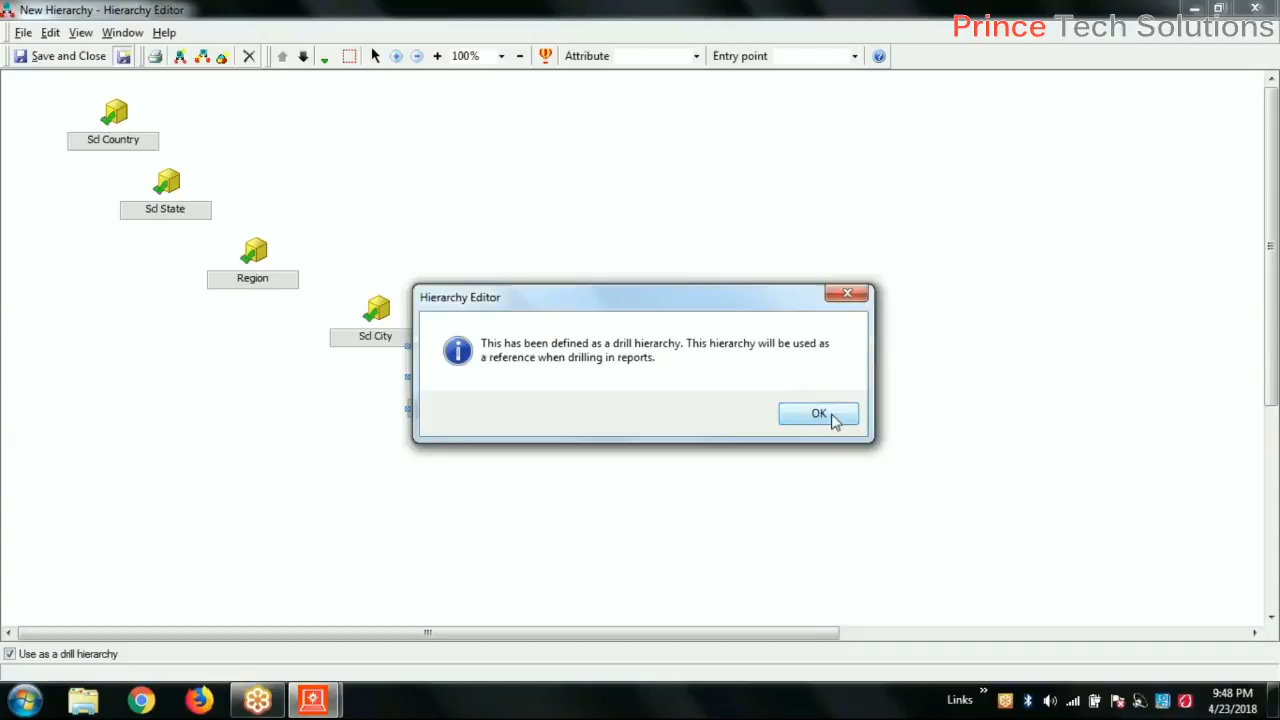 New Hierarchy - Hierarchy Editor
Prince Tech Solutions
File Edit View Window Help
Save and Close 100% Attribute Entry point
Scl Country
Scl State
Region
Scl City
Hierarchy Editor
This has been defined as a drill hierarchy. This hierarchy will be used as
a reference when drilling in reports.
OK
Use as a drill hierarchy
Links
9:48 PM
4/23/2018